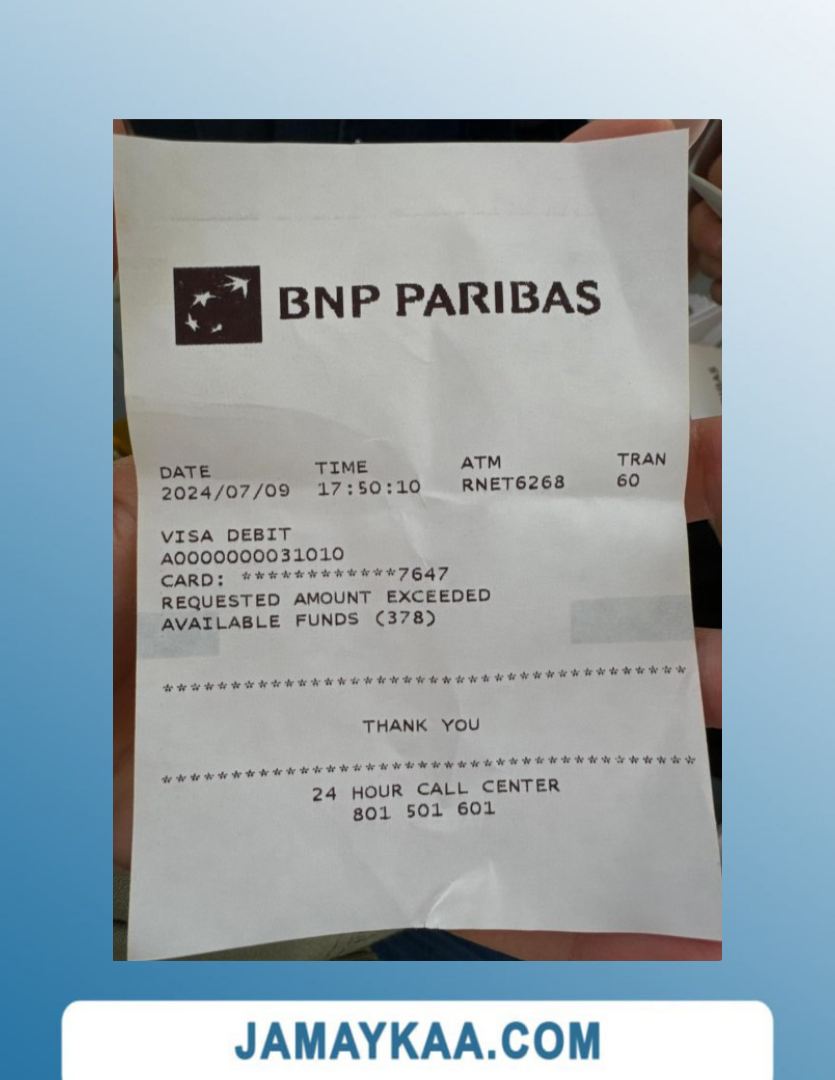 BNP PARIBAS
DATE TIME ATM TRAN
2024/07/09 17:50:10 RNET6268 60
VISA DEBIT
A0000000031010
CARD: ************7647
REQUESTED AMOUNT EXCEEDED
AVAILABLE FUNDS (378)
****************************************
THANK YOU
****************************************
24 HOUR CALL CENTER
801 501 601
JAMAYKAA.COM